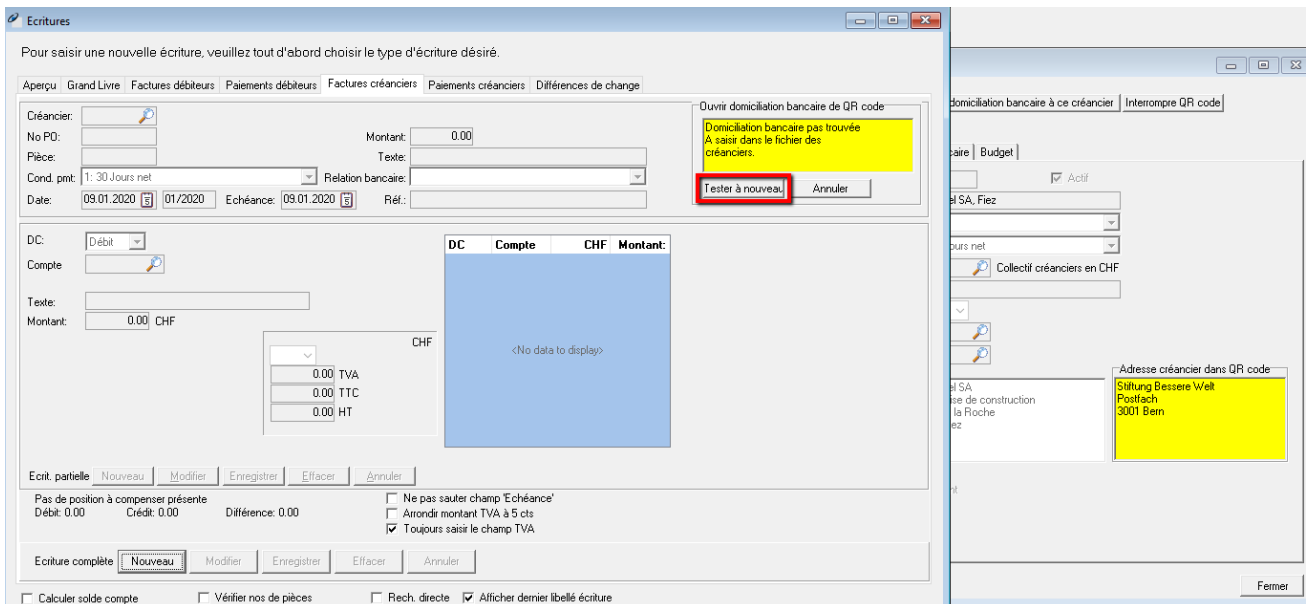 Ecritures
Pour saisir une nouvelle écriture, veuillez tout d'abord choisir le type d'écriture désiré.
Aperçu Grand Livre Factures débiteurs Paiements débiteurs Factures créanciers Paiements créanciers Différences de change
Créancier:
No PO:
Montant: 0.00
Pièce:
Texte:
Cond. pmt: 1: 30 Jours net
Relation bancaire:
Date: 09.01.2020 01/2020 Echéance: 09.01.2020 Réf.:
Ouvrir domiciliation bancaire de QR code
Domiciliation bancaire pas trouvée
A saisir dans le fichier des
créanciers.
Tester à nouveau Annuler
DC: Débit
Compte
Texte:
Montant: 0.00 CHF
CHF
0.00 TVA
0.00 TTC
0.00 HT
DC Compte CHF Montant:
<No data to display>
Ecrit. partielle Nouveau Modifier Enregistrer Effacer Annuler
Pas de position à compenser présente
Débit: 0.00 Crédit: 0.00 Différence: 0.00
Ne pas sauter champ 'Echéance'
Arrondir montant TVA à 5 cts
Toujours saisir le champ TVA
Ecriture complète Nouveau Modifier Enregistrer Effacer Annuler
Calculer solde compte Vérifier nos de pièces Rech. directe Afficher dernier libellé écriture
domiciliation bancaire à ce créancier Interrompre QR code
caire Budget
Actif
el SA, Fiez
ours net
Collectif créanciers en CHF
el SA
ise de construction
la Roche
ez
Adresse créancier dans QR code
Stiftung Bessere Welt
Postfach
3001 Bern
nt
Fermer